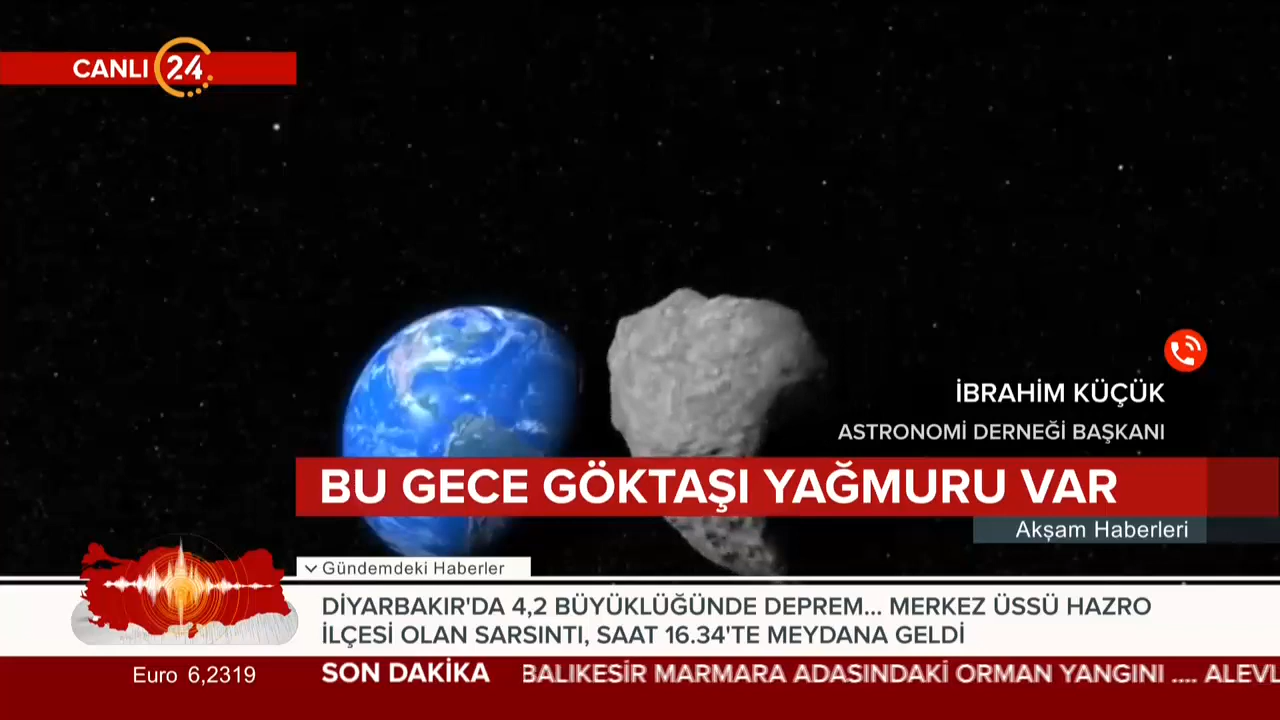 CANLI 24
İBRAHİM KÜÇÜK
ASTRONOMİ DERNEĞİ BAŞKANI
BU GECE GÖKTAŞI YAĞMURU VAR
Akşam Haberleri
Gündemdeki Haberler
DİYARBAKIR'DA 4,2 BÜYÜKLÜĞÜNDE DEPREM... MERKEZ ÜSSÜ HAZRO
İLÇESİ OLAN SARSINTI, SAAT 16.34'TE MEYDANA GELDİ
Euro 6,2319
SON DAKİKA
BALIKESİR MARMARA ADASINDAKİ ORMAN YANGINI .... ALEVL